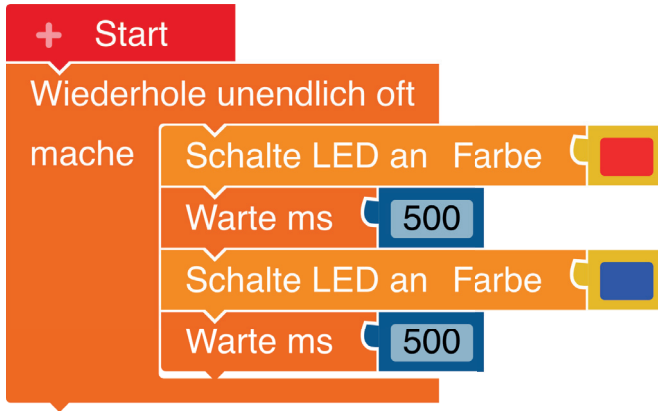 + Start
Wiederhole unendlich oft
mache
Schalte LED an Farbe
Warte ms 500
Schalte LED an Farbe
Warte ms 500